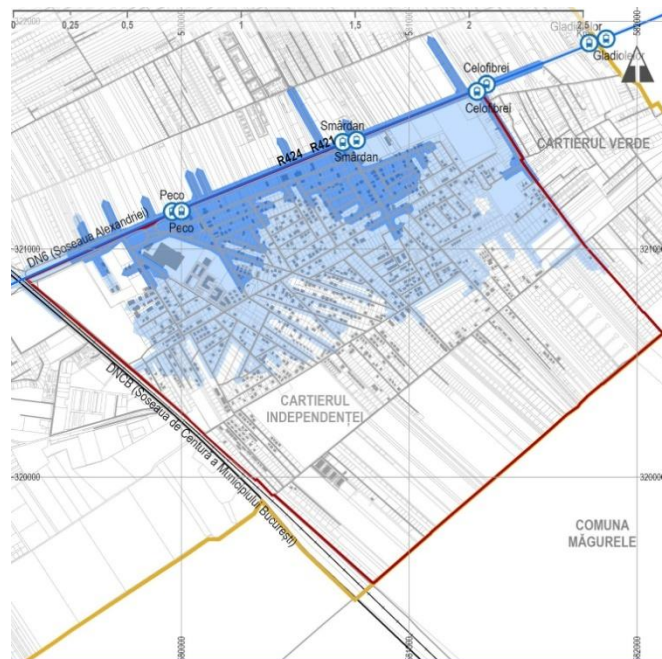 0
0,25
0,5
1
1,5
2
2,5
Gladiolelor
Gladiolelor
Celofibrei
Celofibrei
Smârdan
Smârdan
R424
R421
CARTIERUL VERDE
Peco
Peco
DN6 (Șoseaua Alexandriei)
321000
321000
DNCB (Șoseaua de Centură a Municipiului București)
CARTIERUL
INDEPENDENȚEI
320000
320000
COMUNA
MĂGURELE